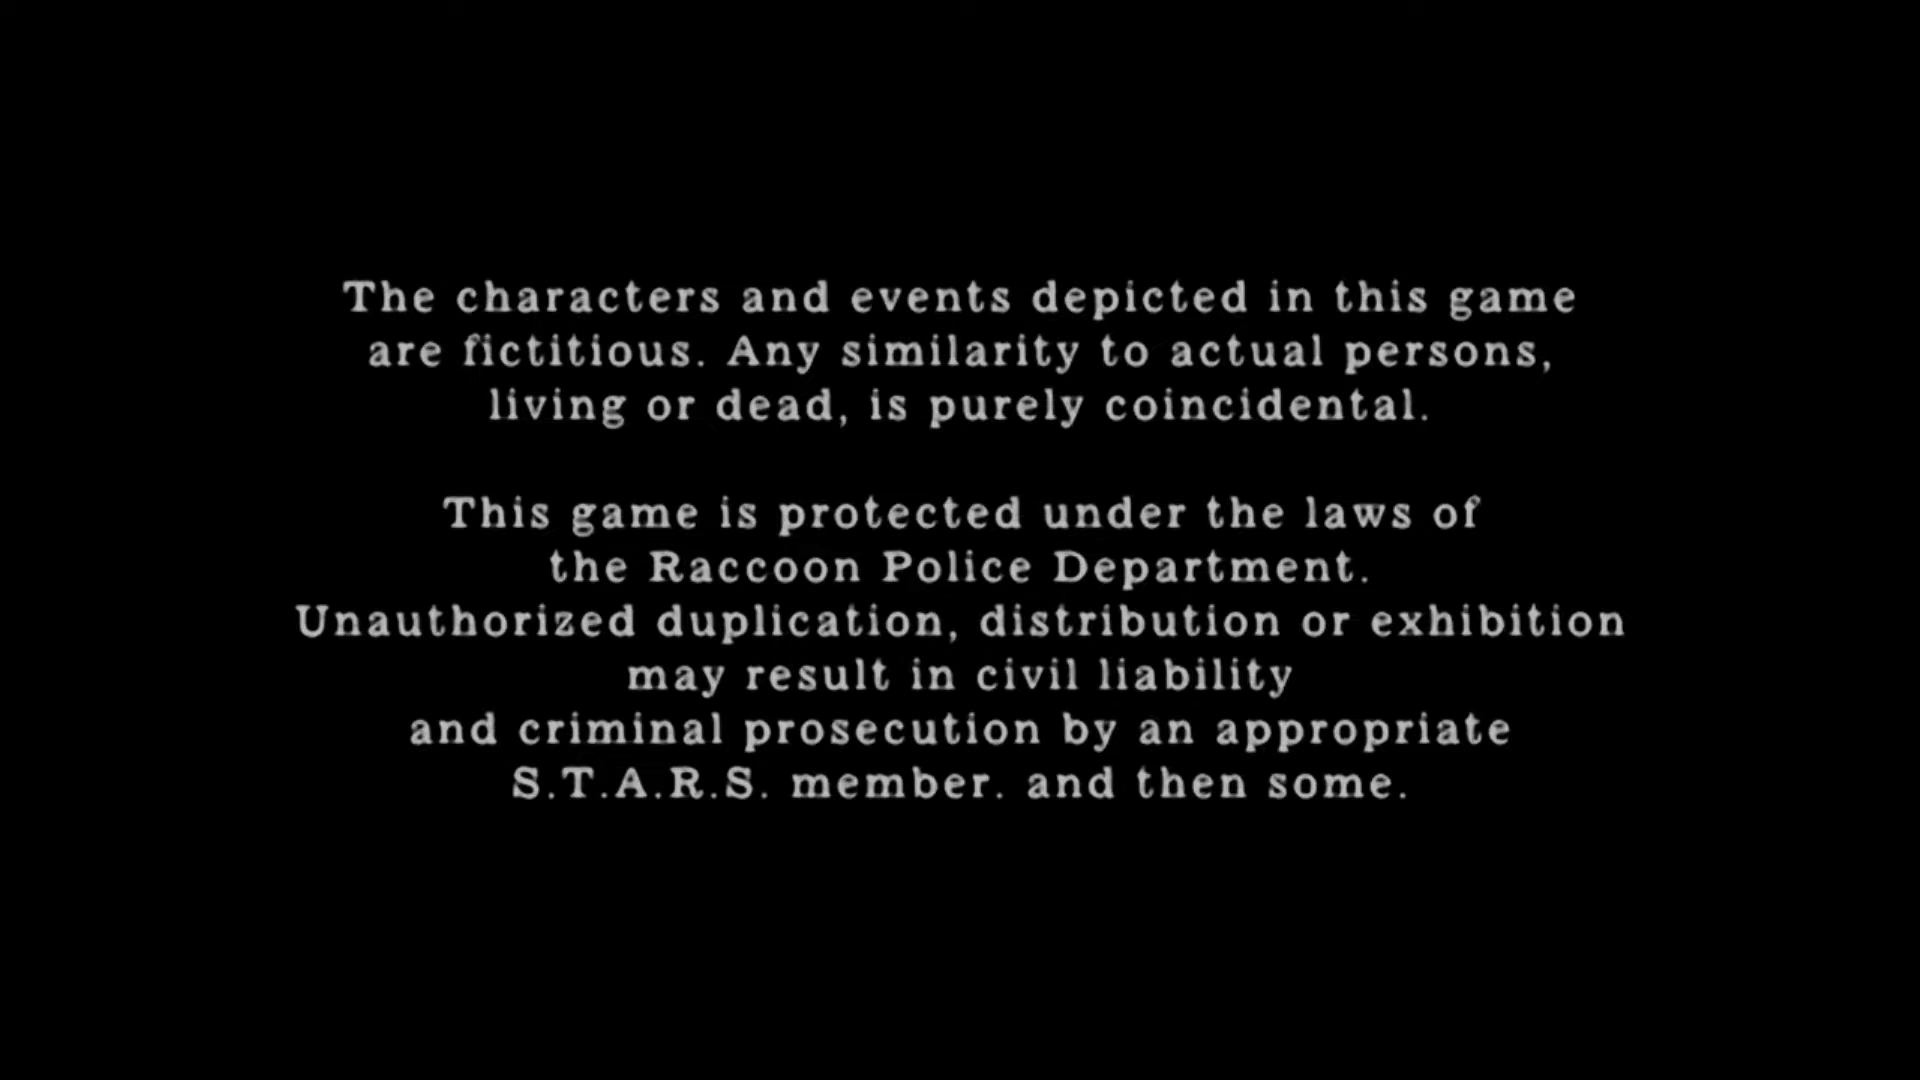 The characters and events depicted in this game
are fictitious. Any similarity to actual persons,
living or dead, is purely coincidental.
This game is protected under the laws of
the Raccoon Police Department.
Unauthorized duplication, distribution or exhibition
may result in civil liability
and criminal prosecution by an appropriate
S.T.A.R.S. member. and then some.